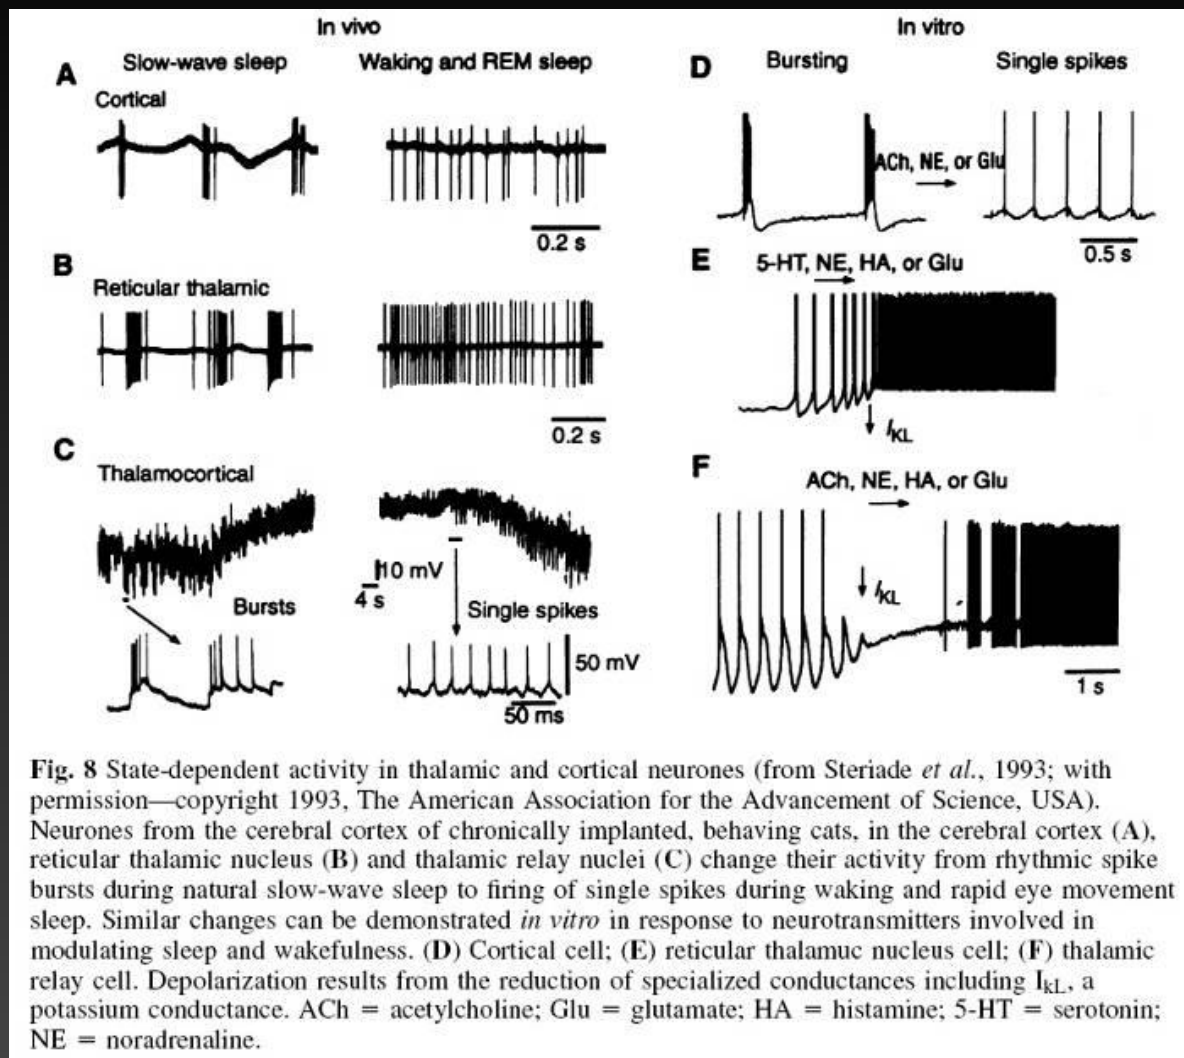 In vivo
In vitro
A
Slow-wave sleep
Waking and REM sleep
Cortical
0.2 s
B
Reticular thalamic
0.2 s
C
Thalamocortical
Bursts
10 mV
4 s
Single spikes
50 mV
50 ms
D
Bursting
Single spikes
ACh, NE, or Glu
0.5 s
E
5-HT, NE, HA, or Glu
IKL
F
ACh, NE, HA, or Glu
IKL
1 s
Fig. 8 State-dependent activity in thalamic and cortical neurones (from Steriade et al., 1993; with
permission—copyright 1993, The American Association for the Advancement of Science, USA).
Neurones from the cerebral cortex of chronically implanted, behaving cats, in the cerebral cortex (A),
reticular thalamic nucleus (B) and thalamic relay nuclei (C) change their activity from rhythmic spike
bursts during natural slow-wave sleep to firing of single spikes during waking and rapid eye movement
sleep. Similar changes can be demonstrated in vitro in response to neurotransmitters involved in
modulating sleep and wakefulness. (D) Cortical cell; (E) reticular thalamuc nucleus cell; (F) thalamic
relay cell. Depolarization results from the reduction of specialized conductances including IkL, a
potassium conductance. ACh = acetylcholine; Glu = glutamate; HA = histamine; 5-HT = serotonin;
NE = noradrenaline.